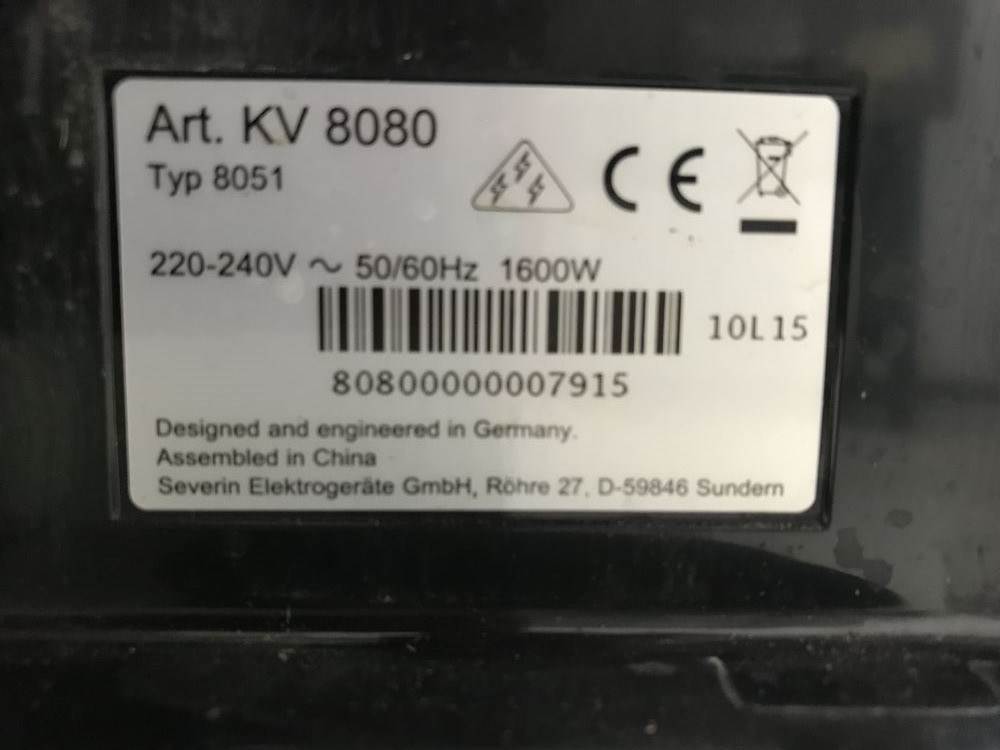 Art. KV 8080
Typ 8051
CE
220-240V ~ 50/60Hz 1600W
10L15
80800000007915
Designed and engineered in Germany.
Assembled in China
Severin Elektrogeräte GmbH, Röhre 27, D-59846 Sundern